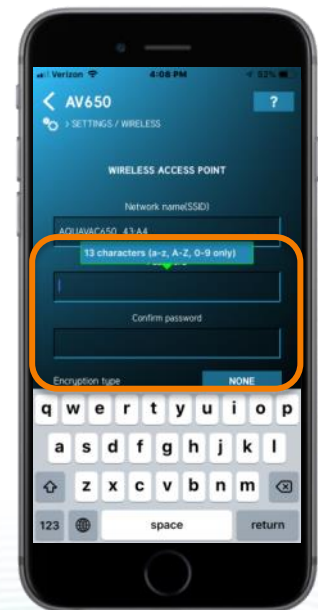 Verizon 4:08 PM 92%
AV650 ?
> SETTINGS / WIRELESS
WIRELESS ACCESS POINT
Network name(SSID)
AQUAVAC650_43:A4
13 characters (a-z, A-Z, 0-9 only)
Confirm password
Encryption type NONE
q w e r t y u i o p
a s d f g h j k l
z x c v b n m
123 space return